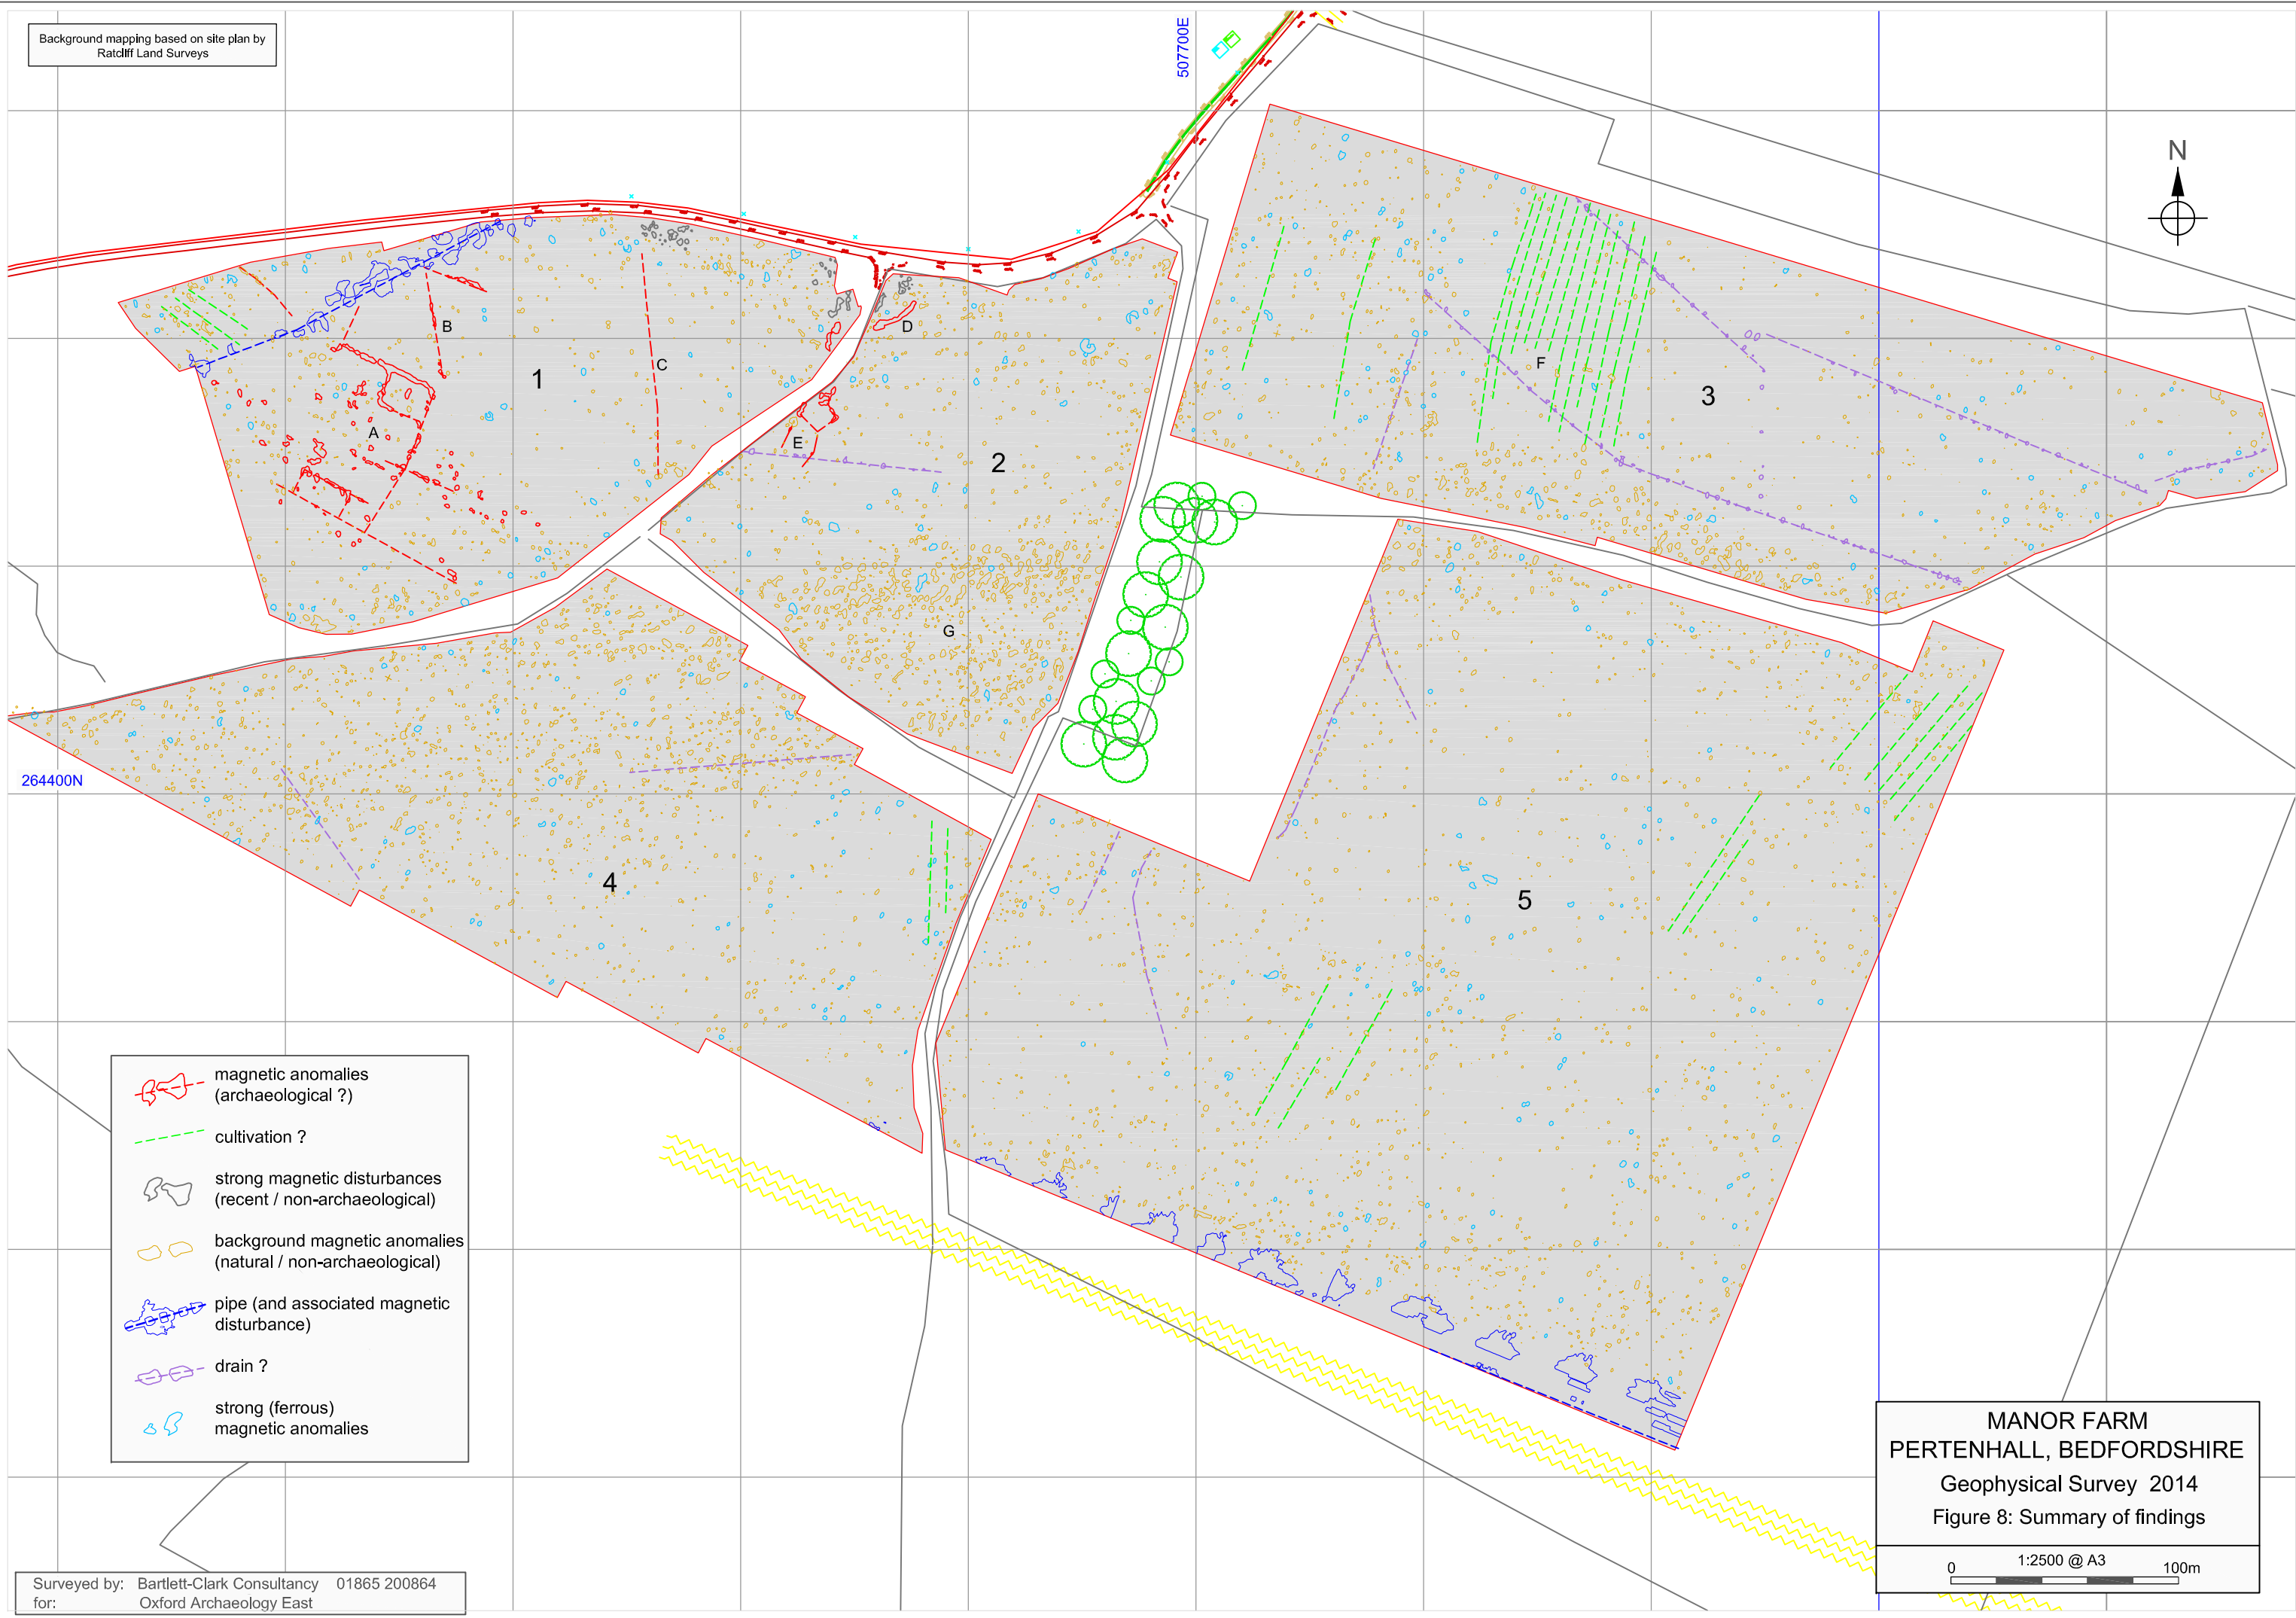 Background mapping based on site plan by
Ratcliff Land Surveys
507700E
N
B
D
1
C
F
3
A
E
2
G
264400N
4
5
magnetic anomalies
(archaeological ?)
cultivation ?
strong magnetic disturbances
(recent / non-archaeological)
background magnetic anomalies
(natural / non-archaeological)
pipe (and associated magnetic
disturbance)
drain ?
strong (ferrous)
magnetic anomalies
MANOR FARM
PERTENHALL, BEDFORDSHIRE
Geophysical Survey 2014
Figure 8: Summary of findings
1:2500 @ A3
0 100m
Surveyed by: Bartlett-Clark Consultancy 01865 200864
for: Oxford Archaeology East